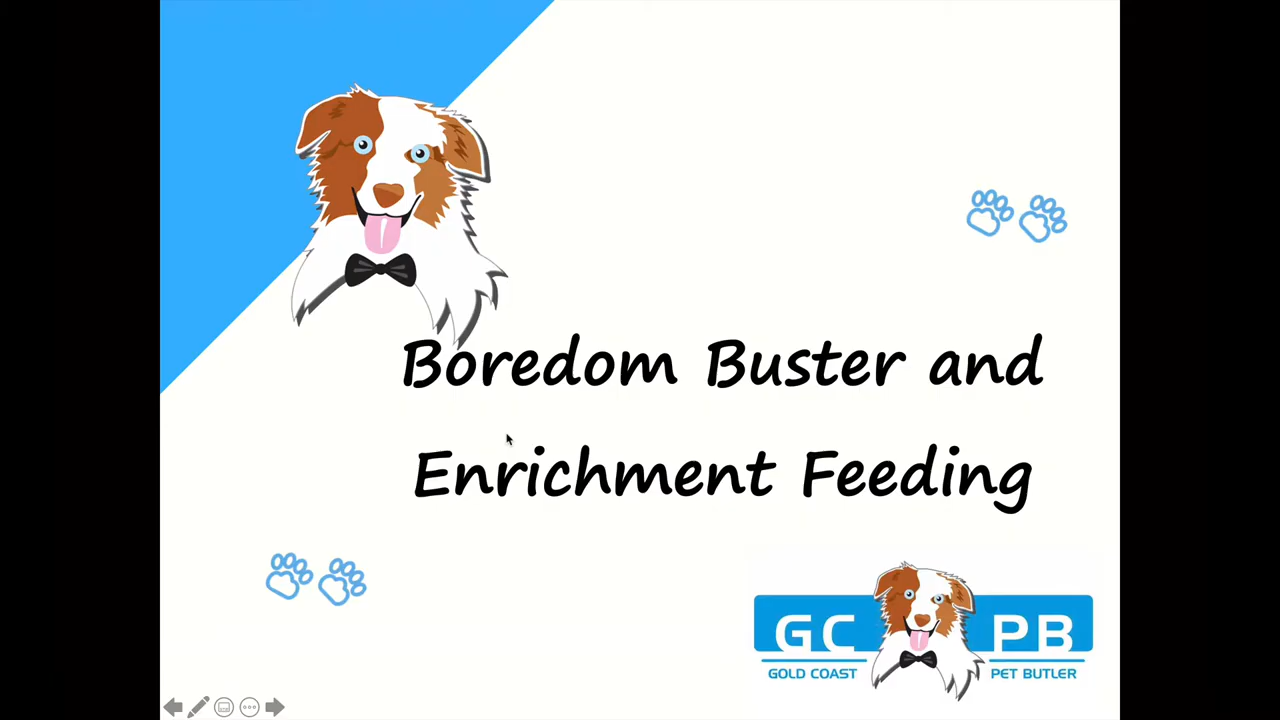 Boredom Buster and
Enrichment Feeding
GC PB
GOLD COAST PET BUTLER